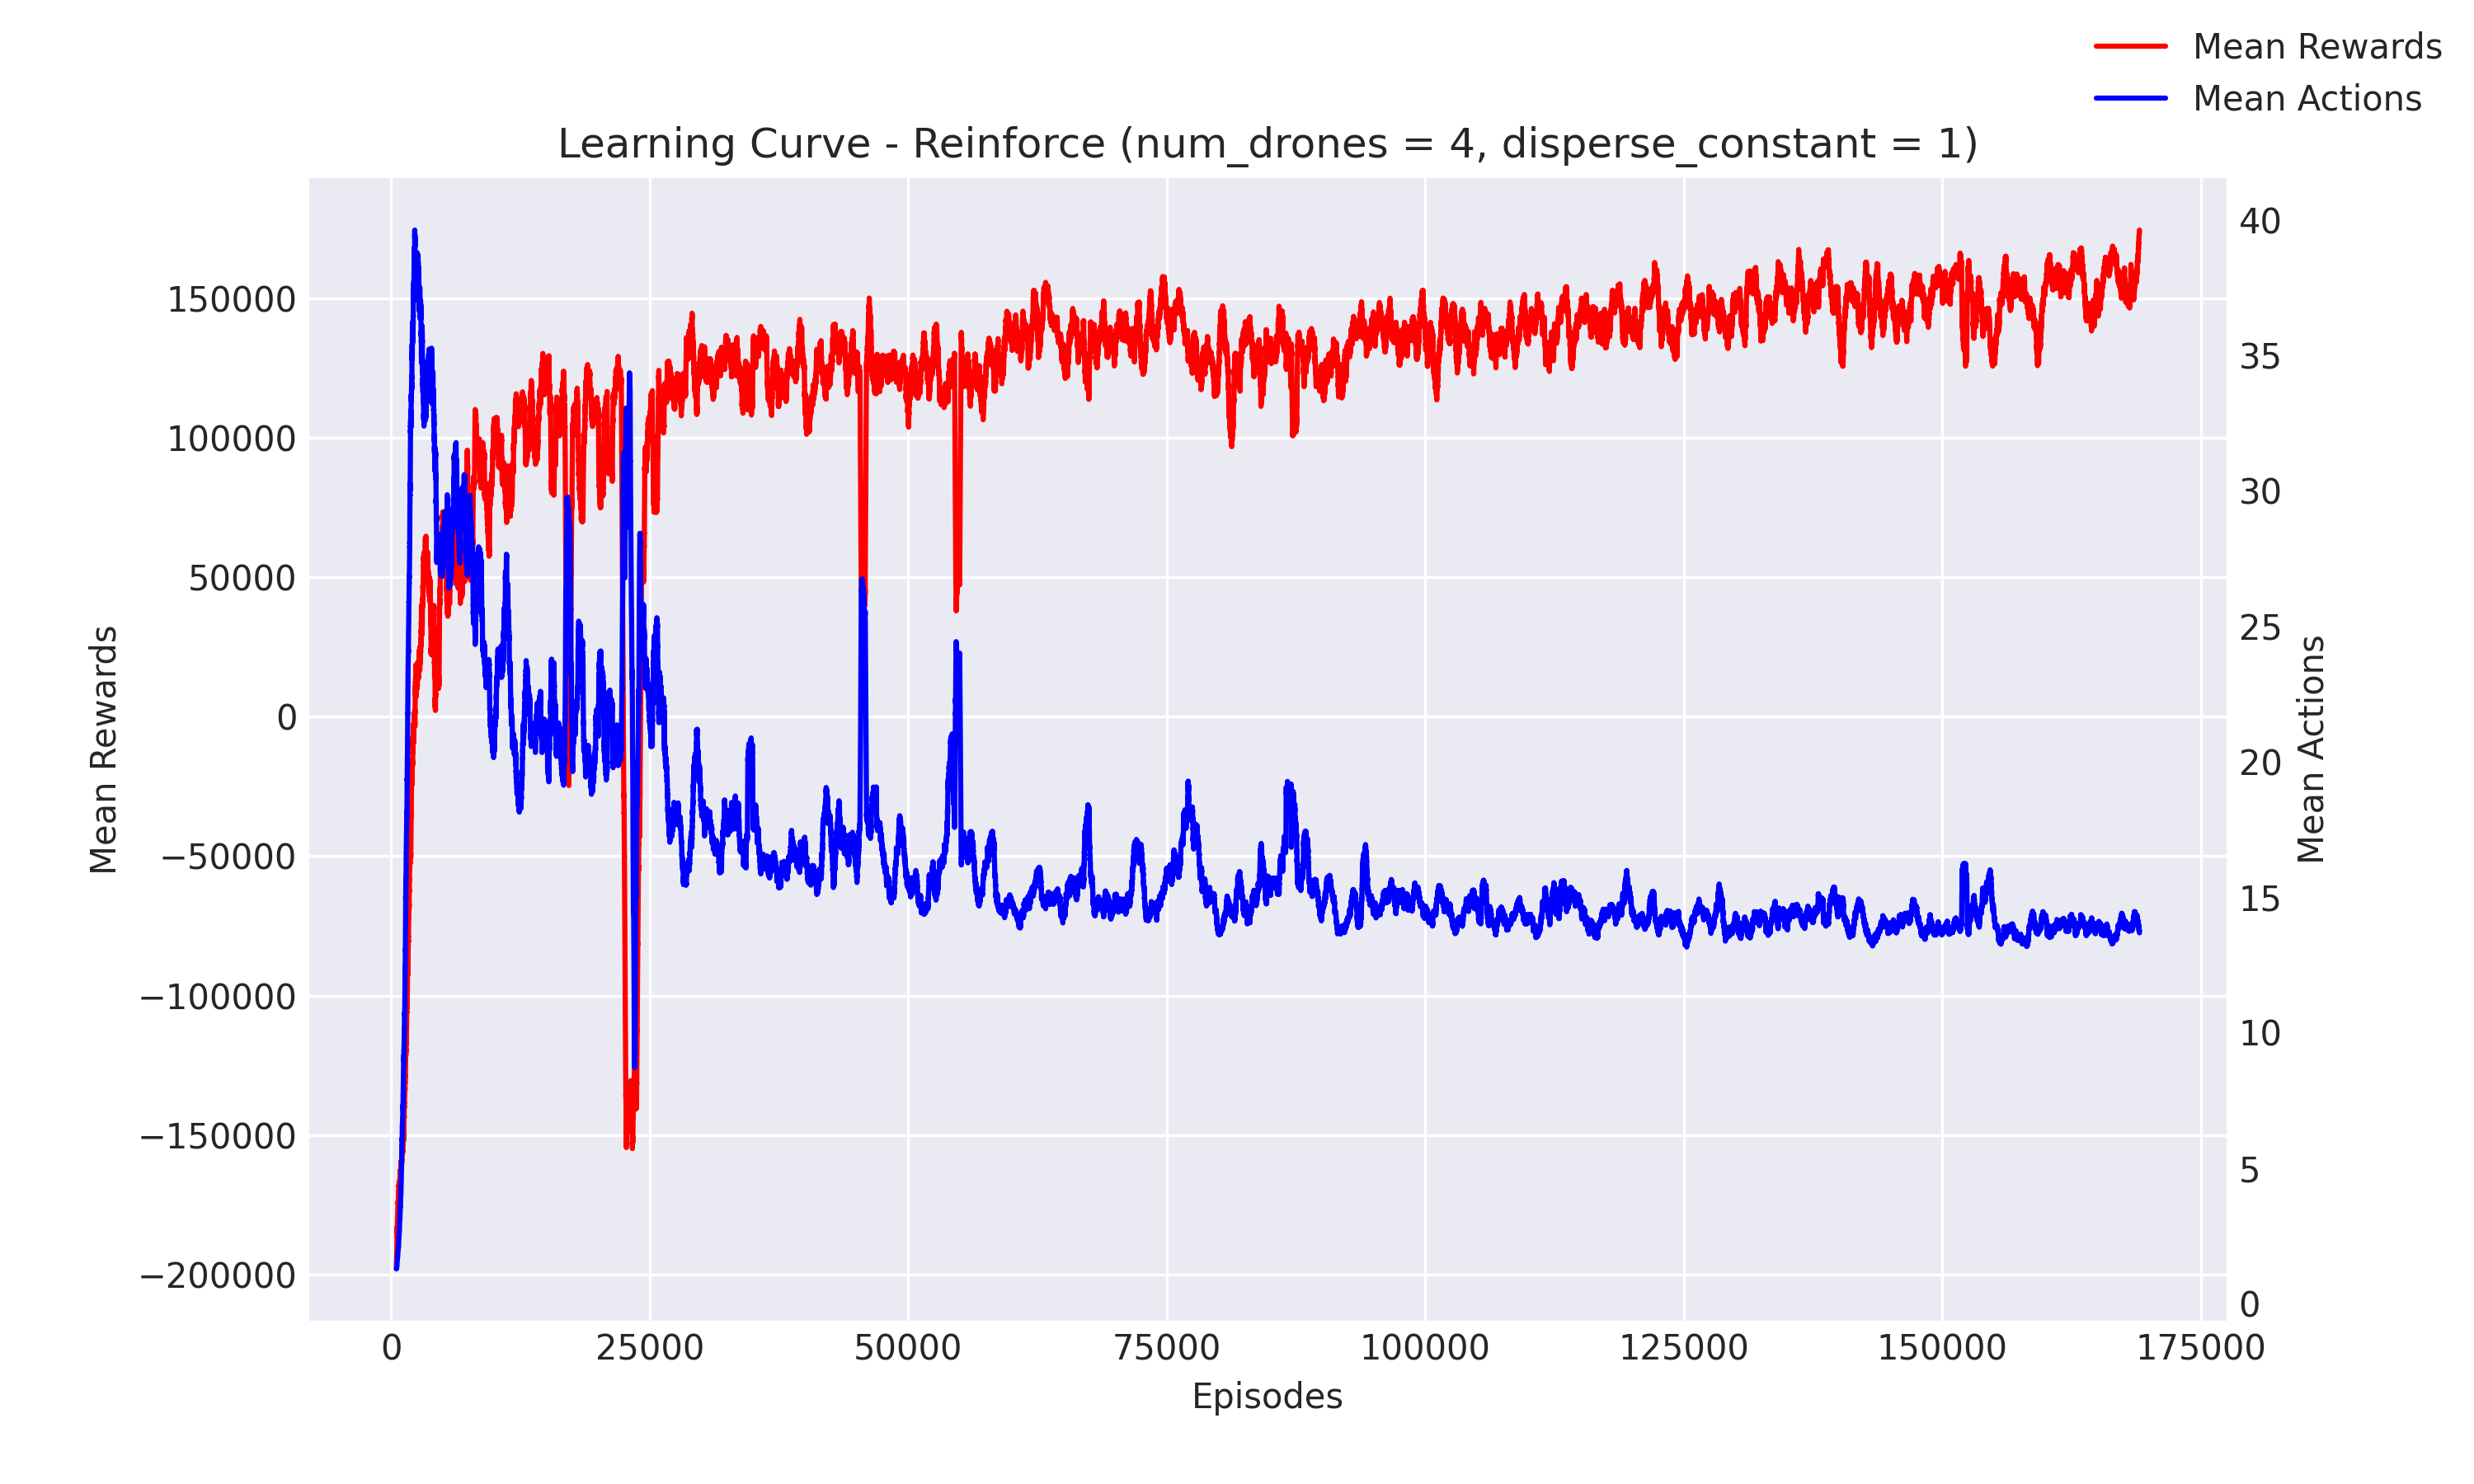 Mean Rewards
Mean Actions
Learning Curve - Reinforce (num_drones = 4, disperse_constant = 1)
150000
100000
50000
0
−50000
−100000
−150000
−200000
Mean Rewards
40
35
30
25
20
15
10
5
0
Mean Actions
0 25000 50000 75000 100000 125000 150000 175000
Episodes